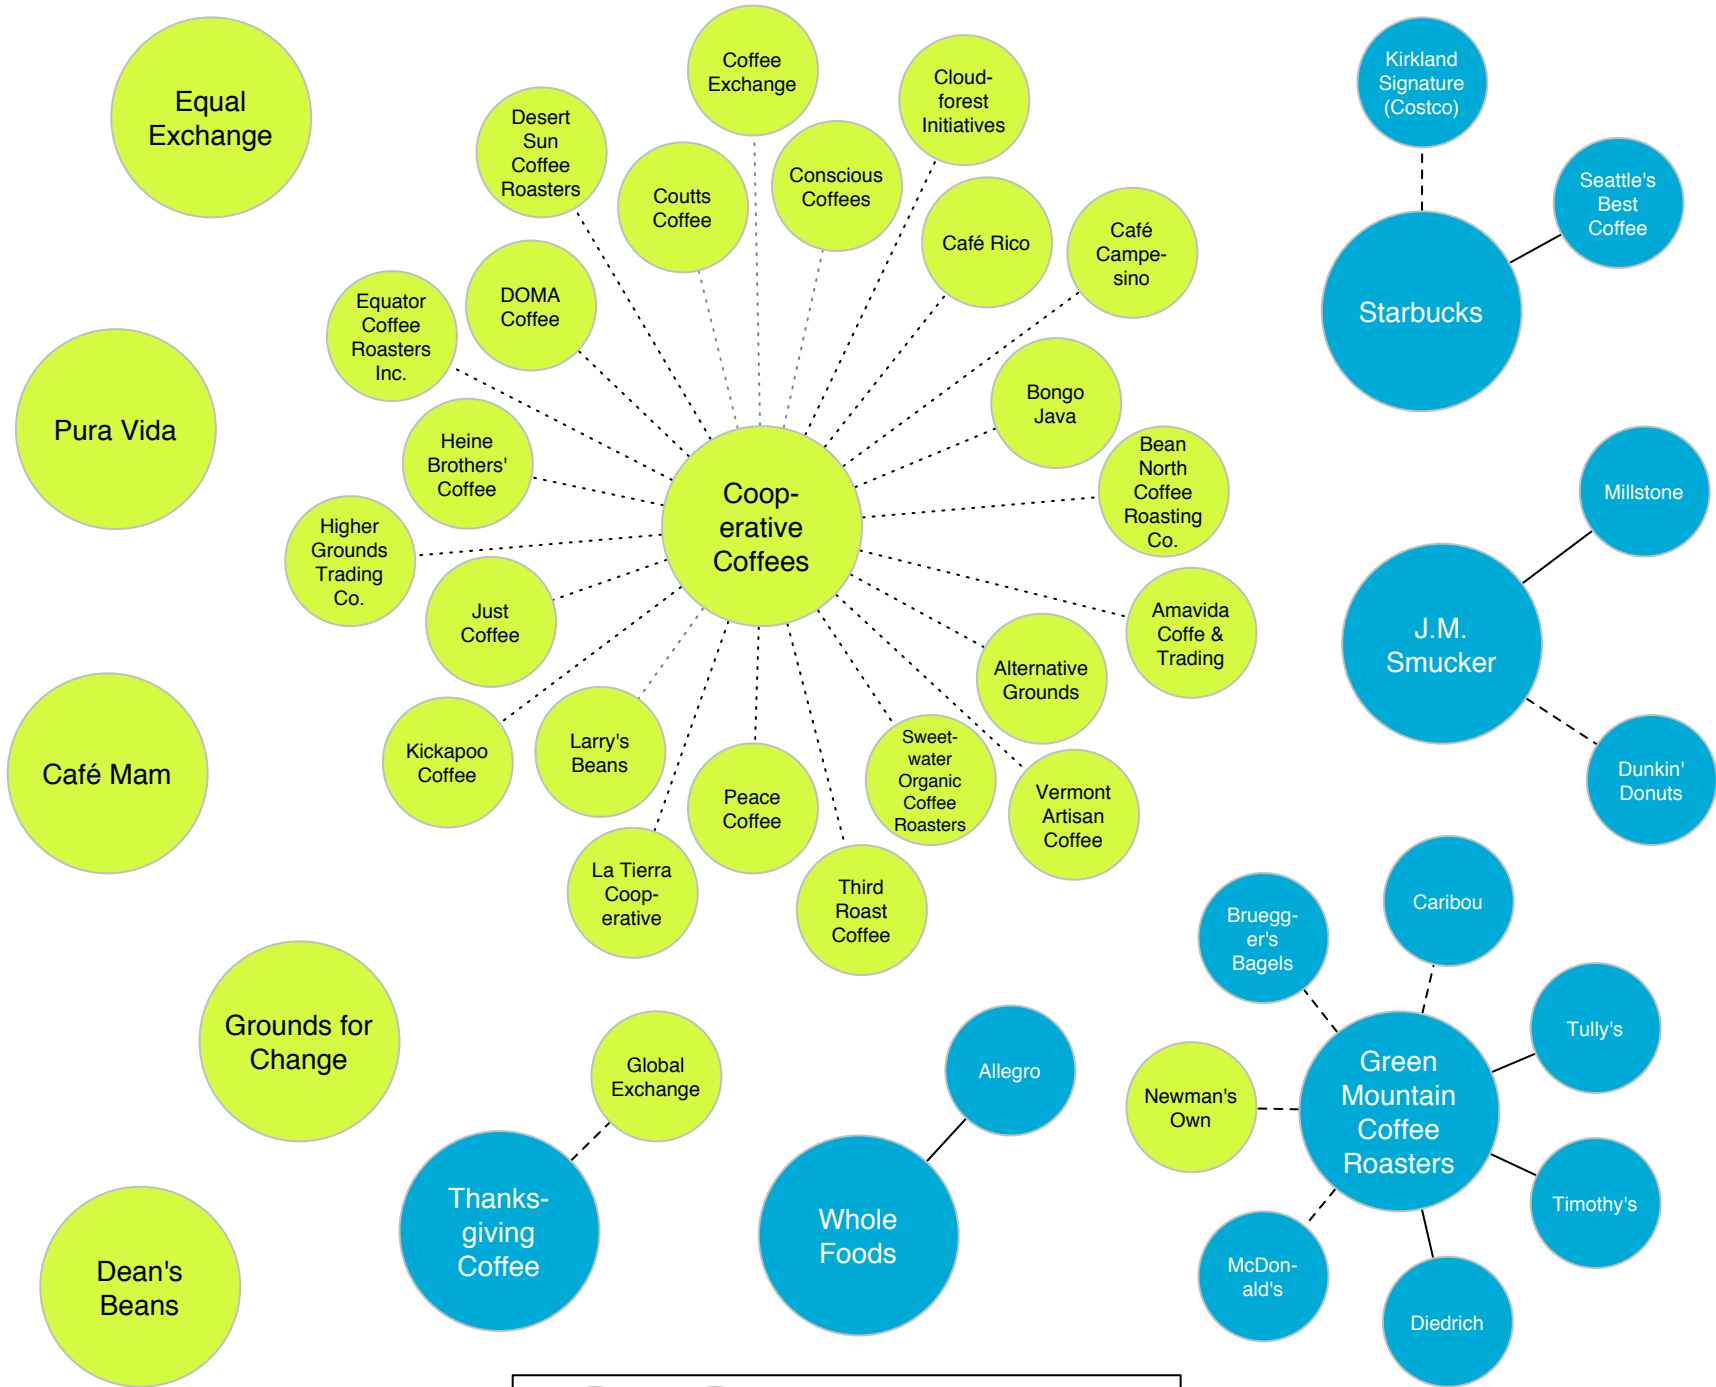 Equal
Exchange
Pura Vida
Café Mam
Grounds for
Change
Dean's
Beans
Coffee
Exchange
Cloud-
forest
Initiatives
Desert
Sun
Coffee
Roasters
Coutts
Coffee
Conscious
Coffees
Café Rico
Café
Campe-
sino
Equator
Coffee
Roasters
Inc.
DOMA
Coffee
Bongo
Java
Heine
Brothers'
Coffee
Bean
North
Coffee
Roasting
Co.
Coop-
erative
Coffees
Higher
Grounds
Trading
Co.
Just
Coffee
Amavida
Coffe &
Trading
Alternative
Grounds
Kickapoo
Coffee
Larry's
Beans
Peace
Coffee
Sweet-
water
Organic
Coffee
Roasters
Vermont
Artisan
Coffee
La Tierra
Coop-
erative
Third
Roast
Coffee
Kirkland
Signature
(Costco)
Seattle's
Best
Coffee
Starbucks
Millstone
J.M.
Smucker
Dunkin'
Donuts
Caribou
Bruegg-
er's
Bagels
Tully's
Newman's
Own
Green
Mountain
Coffee
Roasters
Timothy's
McDon-
ald's
Diedrich
Global
Exchange
Thanks-
giving
Coffee
Allegro
Whole
Foods